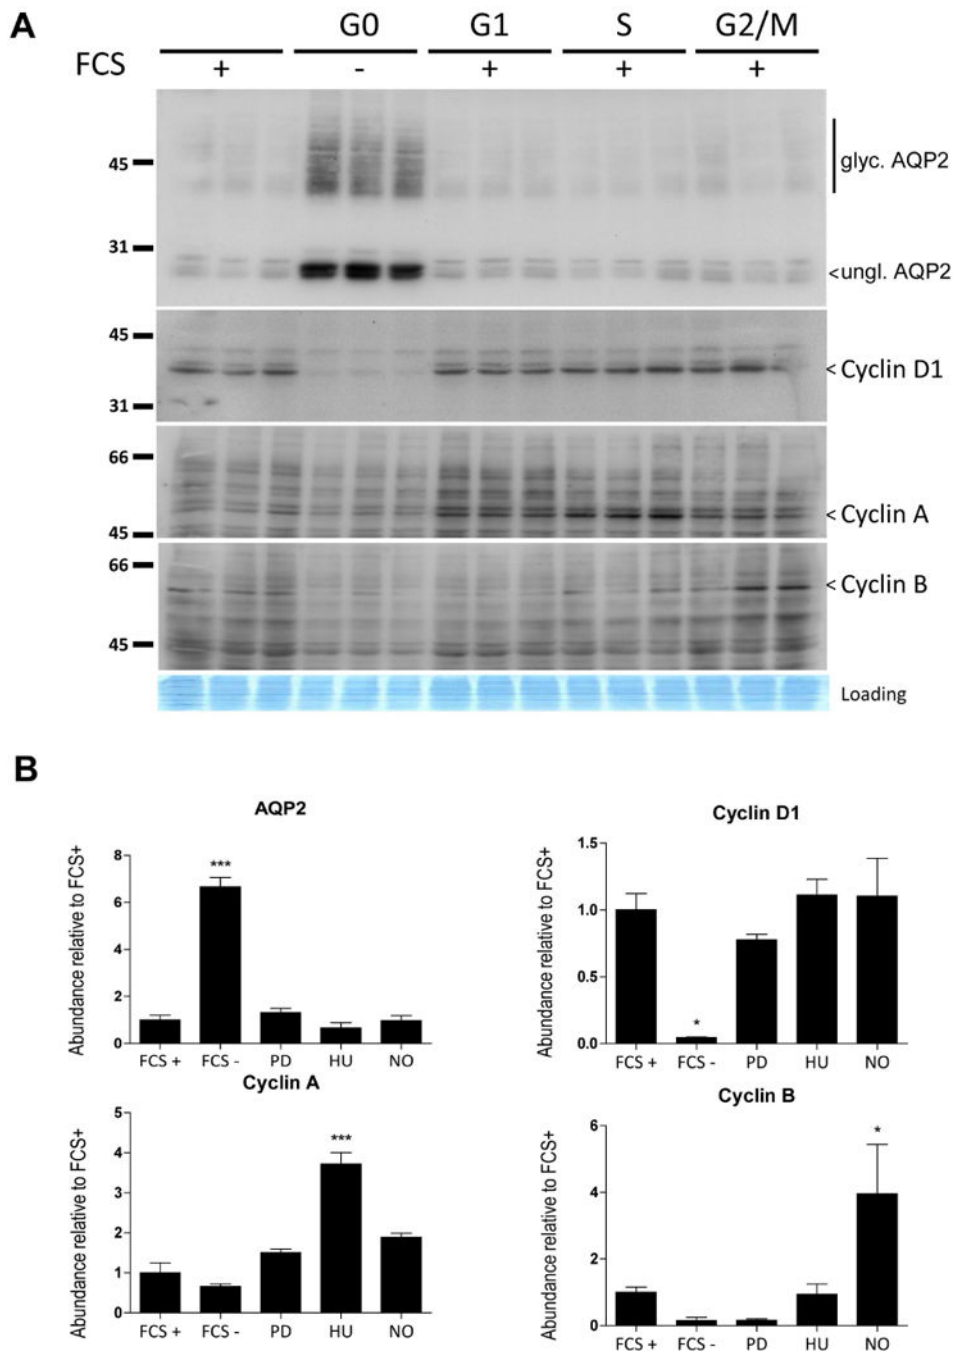 A
G0 G1 S G2/M
FCS + - + + +
45
glyc. AQP2
31
<ungl. AQP2
45
<Cyclin D1
31
66
<Cyclin A
45
66
<Cyclin B
45
Loading
B
AQP2
Abundance relative to FCS+
8
6
4
2
0
***
FCS + FCS - PD HU NO
Cyclin D1
Abundance relative to FCS+
1.5
1.0
0.5
0.0
*
FCS + FCS - PD HU NO
Cyclin A
Abundance relative to FCS+
5
4
3
2
1
0
***
FCS + FCS - PD HU NO
Cyclin B
Abundance relative to FCS+
6
4
2
0
*
FCS + FCS - PD HU NO